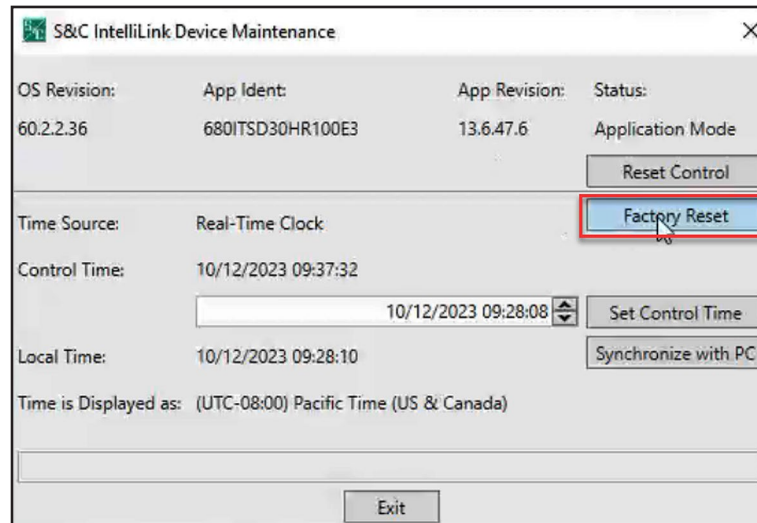 S&C IntelliLink Device Maintenance
OS Revision: App Ident: App Revision: Status:
60.2.2.36 680ITSD30HR100E3 13.6.47.6 Application Mode
Reset Control
Factory Reset
Time Source: Real-Time Clock
Control Time: 10/12/2023 09:37:32
10/12/2023 09:28:08 Set Control Time
Local Time: 10/12/2023 09:28:10 Synchronize with PC
Time is Displayed as: (UTC-08:00) Pacific Time (US & Canada)
Exit